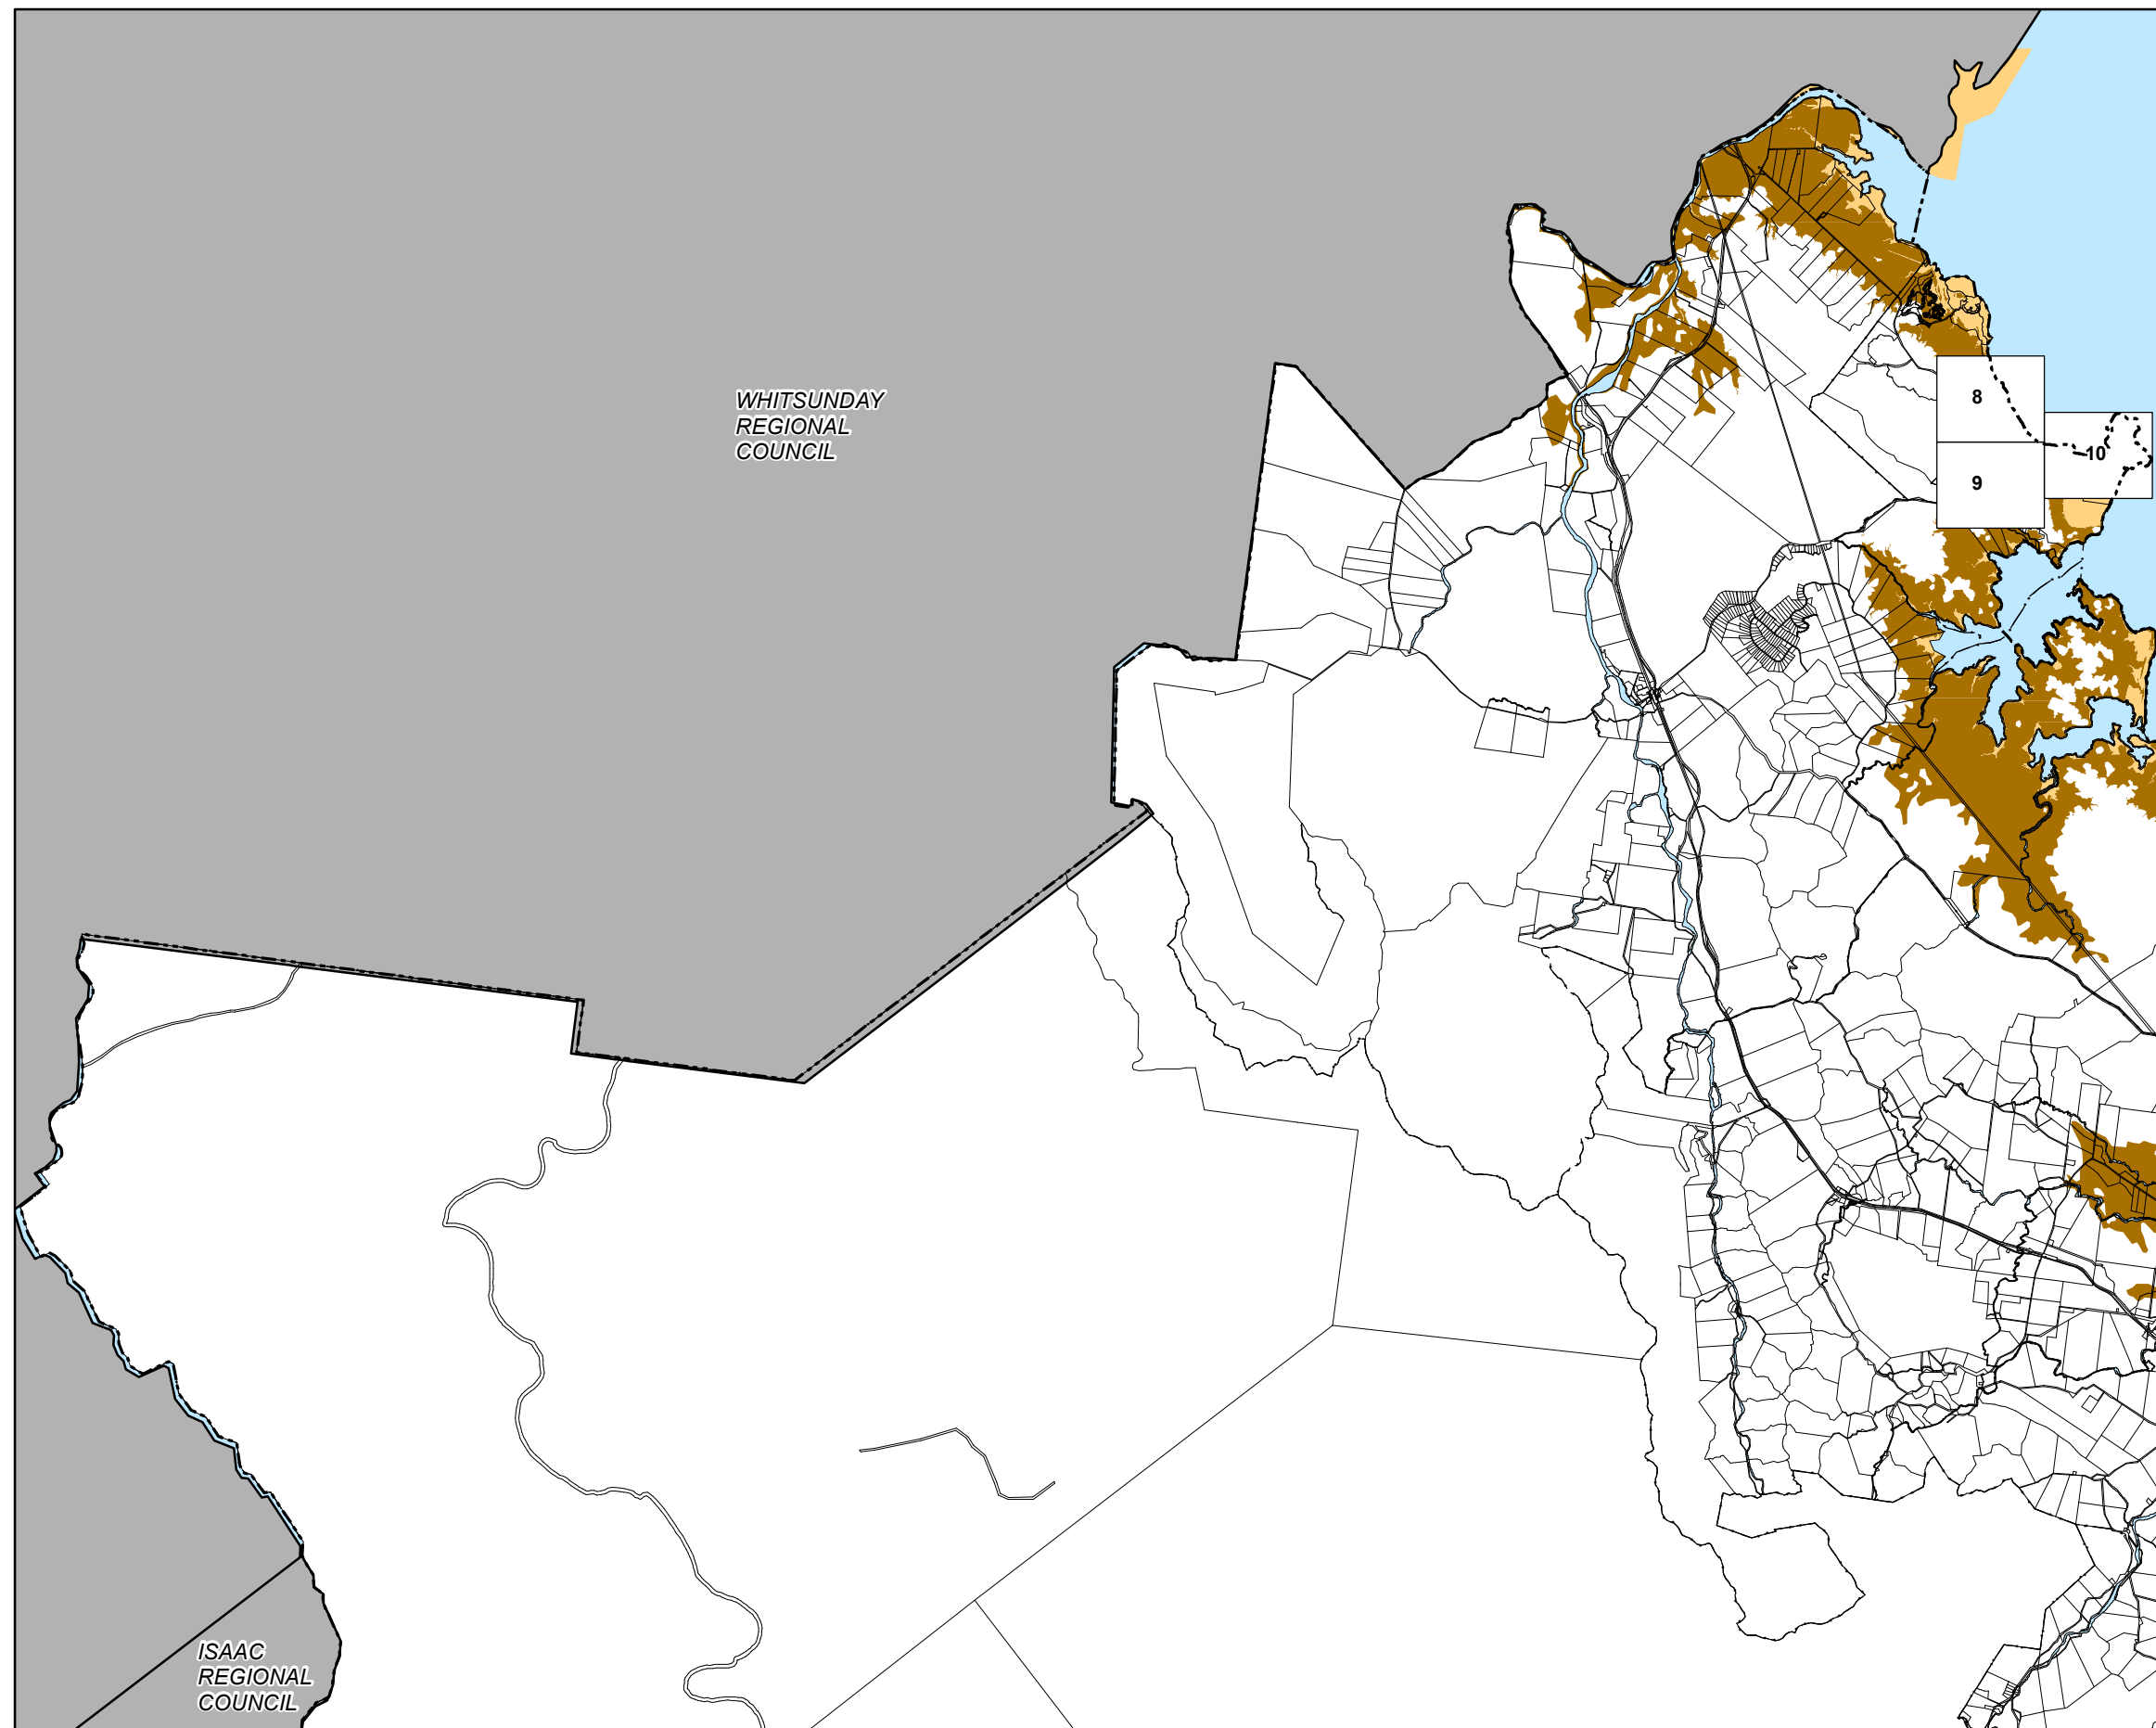 WHITSUNDAY
REGIONAL
COUNCIL
8
10
9
ISAAC
REGIONAL
COUNCIL